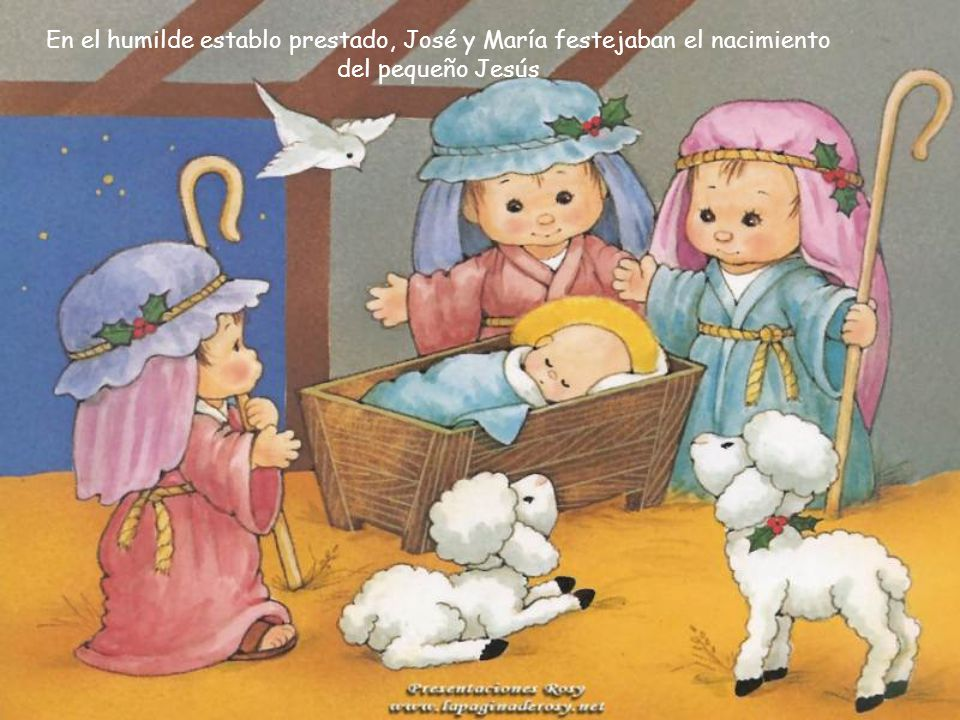 En el humilde establo prestado, José y María festejaban el nacimiento
del pequeño Jesús
Presentaciones Rosy
www.lapaginaderosy.net